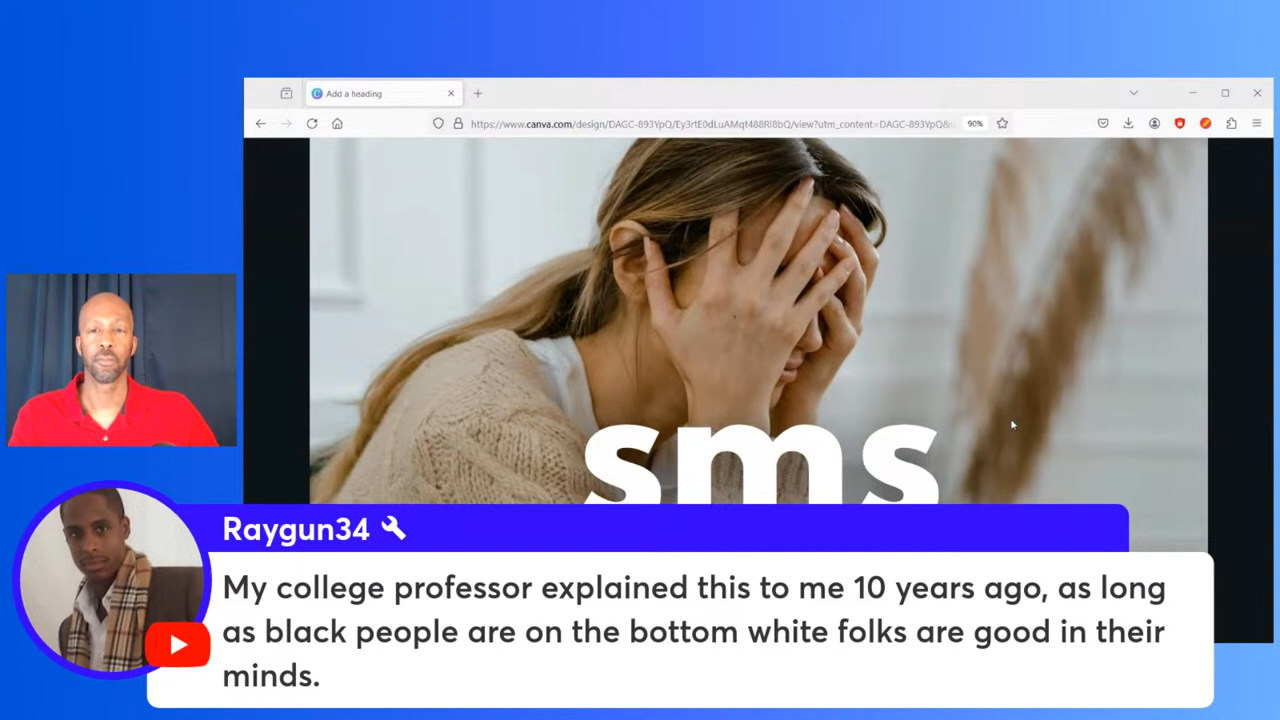 Add a heading
https://www.canva.com/design/DAGC-893YpQ/Ey3rtE0dLuAMqt488Rl8bQ/view?utm_content=DAGC-893YpQ&
90%
sms
Raygun34
My college professor explained this to me 10 years ago, as long
as black people are on the bottom white folks are good in their
minds.